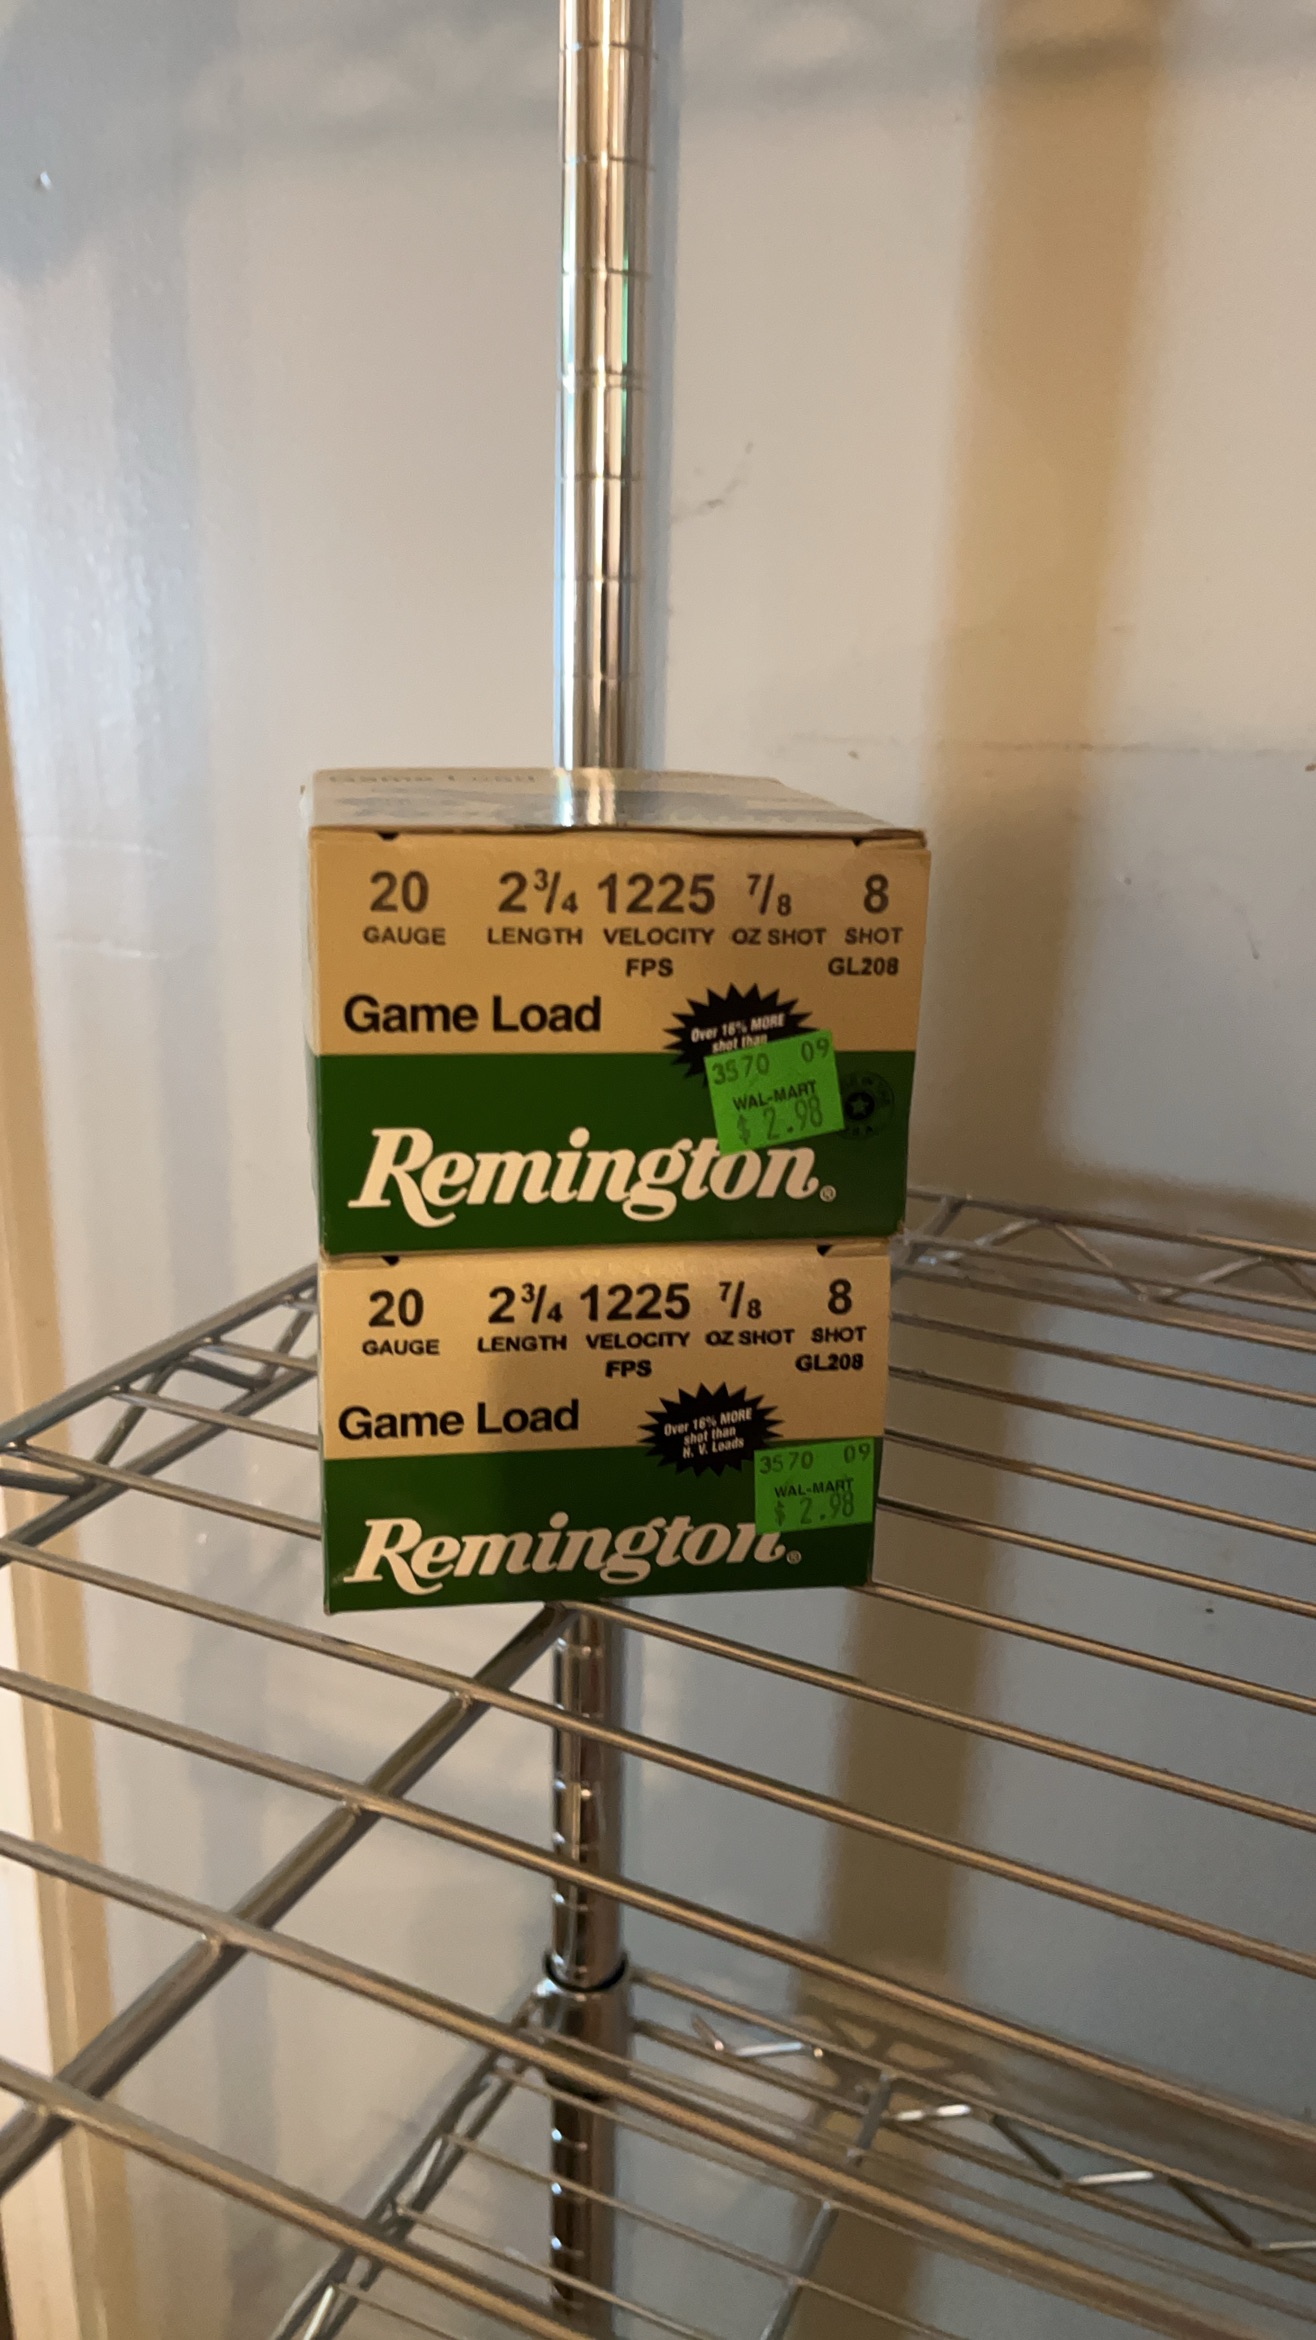 20 2¾ 1225 ⅞ 8
GAUGE LENGTH VELOCITY OZ SHOT SHOT
FPS GL208
Game Load
Over 16% MORE
shot than
3570 09
WAL-MART
$ 2.98
Remington®
20 2¾ 1225 ⅞ 8
GAUGE LENGTH VELOCITY OZ SHOT SHOT
FPS GL208
Game Load
Over 16% MORE
shot than
H. V. Loads
3570 09
WAL-MART
$ 2.98
Remington®